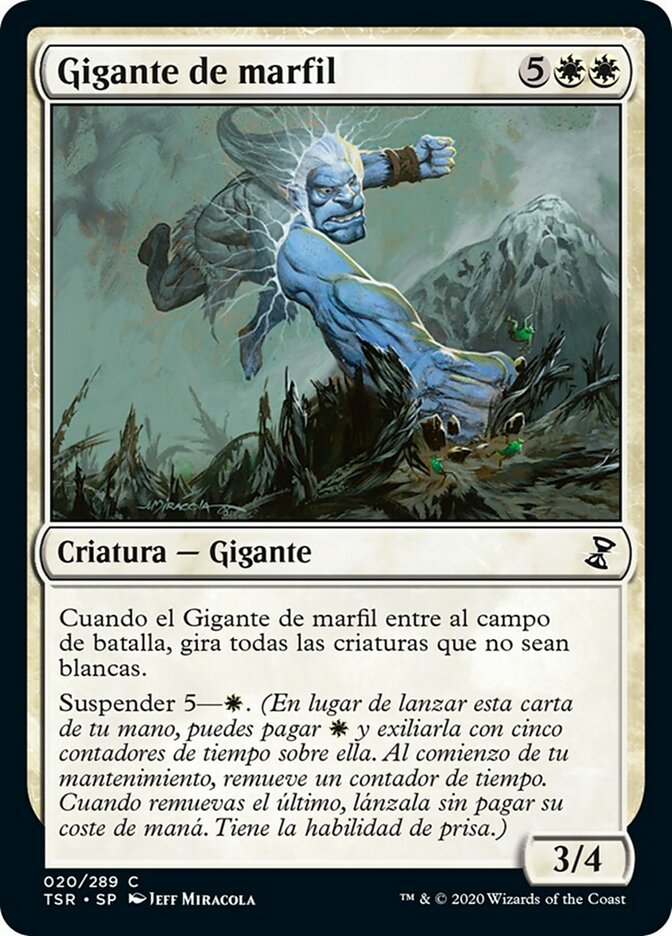 Gigante de marfil
5
J. MIRACOLA
Criatura — Gigante
Cuando el Gigante de marfil entre al campo
de batalla, gira todas las criaturas que no sean
blancas.
Suspender 5—. (En lugar de lanzar esta carta
de tu mano, puedes pagar y exiliarla con cinco
contadores de tiempo sobre ella. Al comienzo de tu
mantenimiento, remueve un contador de tiempo.
Cuando remuevas el último, lánzala sin pagar su
coste de maná. Tiene la habilidad de prisa.)
3/4
020/289 C
TSR • SP Jeff Miracola
™ & © 2020 Wizards of the Coast